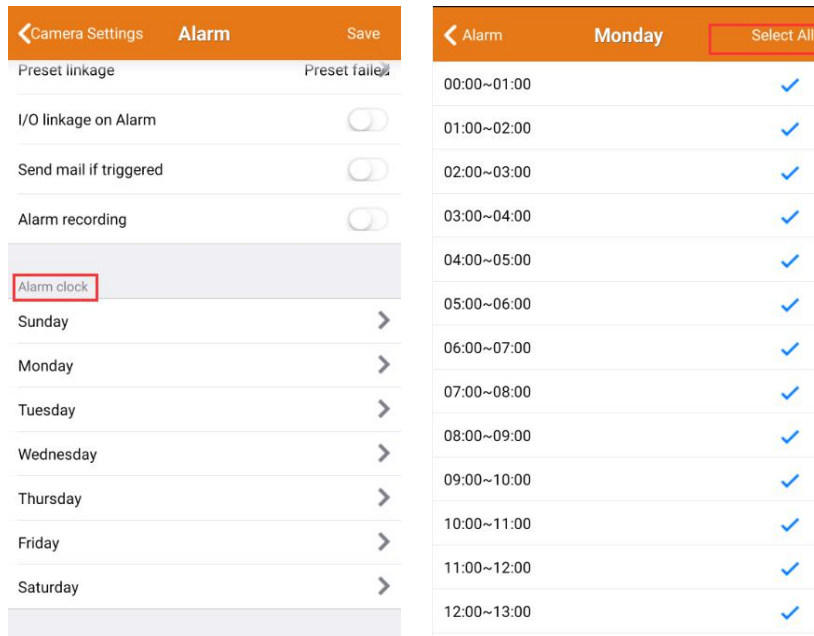 Camera Settings Alarm Save
Preset linkage Preset failed
I/O linkage on Alarm
Send mail if triggered
Alarm recording
Alarm clock
Sunday
Monday
Tuesday
Wednesday
Thursday
Friday
Saturday
Alarm Monday Select All
00:00~01:00
01:00~02:00
02:00~03:00
03:00~04:00
04:00~05:00
05:00~06:00
06:00~07:00
07:00~08:00
08:00~09:00
09:00~10:00
10:00~11:00
11:00~12:00
12:00~13:00